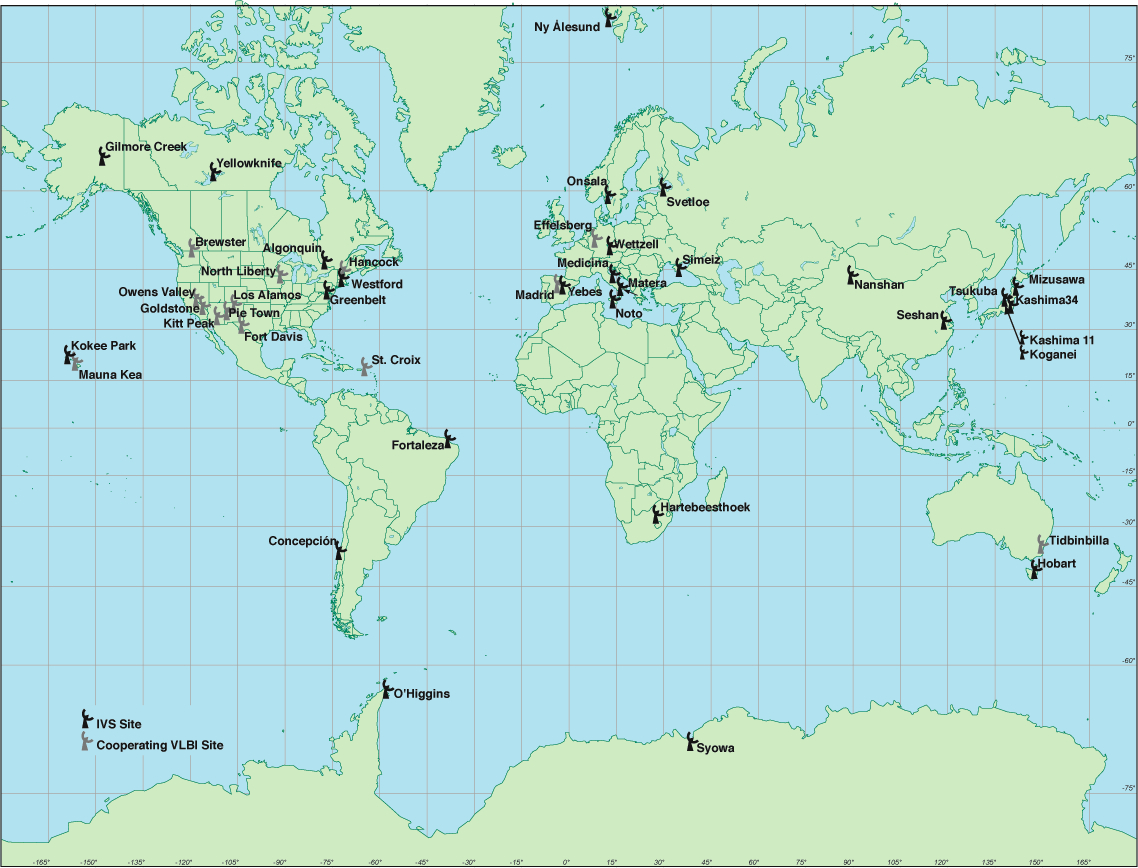 Ny Ålesund
75°
Gilmore Creek
Yellowknife
Onsala
60°
Svetloe
Effelsberg
Brewster
Algonquin
Wettzell
Hancock
Medicina
Simeiz
45°
North Liberty
Westford
Matera
Nanshan
Mizusawa
Owens Valley
Los Alamos
Greenbelt
Madrid
Yebes
Tsukuba
Kashima34
Goldstone
Pie Town
Noto
Seshan
Kitt Peak
30°
Fort Davis
Kokee Park
Kashima 11
Koganei
St. Croix
Mauna Kea
15°
0°
Fortaleza
-15°
Hartebeesthoek
-30°
Concepción
Tidbinbilla
Hobart
-45°
-60°
O'Higgins
IVS Site
Cooperating VLBI Site
Syowa
-75°
-165° -150° -135° -120° -105° -90° -75° -60° -45° -30° -15° 0° 15° 30° 45° 60° 75° 90° 105° 120° 135° 150° 165°